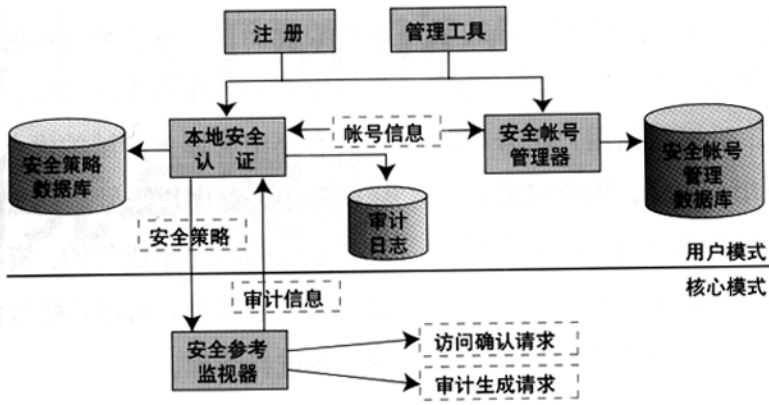 注 册
管理工具
本地安全
认 证
帐号信息
安全帐号
管理器
安全策略
数据库
安全帐号
管理
数据库
审计
日志
安全策略
用户模式
核心模式
审计信息
安全参考
监视器
访问确认请求
审计生成请求